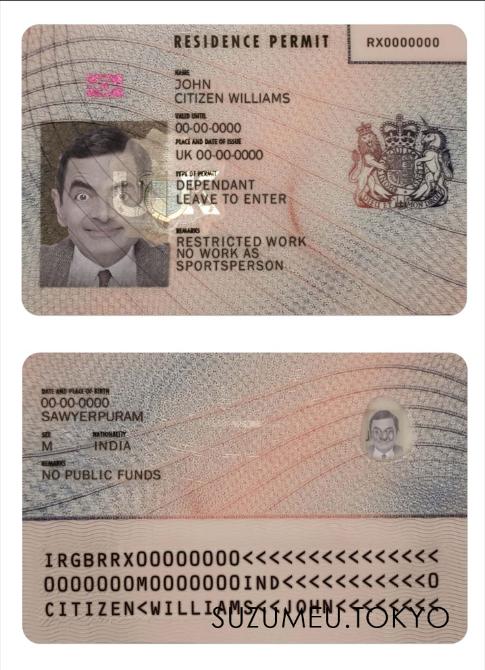 RESIDENCE PERMIT
RX0000000
NAME
JOHN
CITIZEN WILLIAMS
VALID UNTIL
00-00-0000
PLACE AND DATE OF ISSUE
UK 00-00-0000
TYPE OF PERMIT
DEPENDANT
LEAVE TO ENTER
REMARKS
RESTRICTED WORK
NO WORK AS
SPORTSPERSON
DATE AND PLACE OF BIRTH
00-00-0000
SAWYERPURAM
SEX NATIONALITY
M INDIA
REMARKS
NO PUBLIC FUNDS
IRGBRRX00000000<<<<<<<<<<<<<<<
0000000M0000000IND<<<<<<<<<<<0
CITIZEN<WILLIAMS<<JOHN<<<<<<<<
SUZUMEU.TOKYO